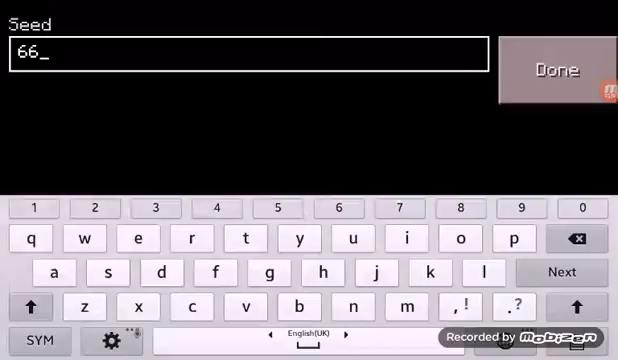 Seed
66_
Done
1 2 3 4 5 6 7 8 9 0
q w e r t y u i o p
a s d f g h j k l Next
z x c v b n m ,! .?
SYM English(UK) Recorded by mobizen